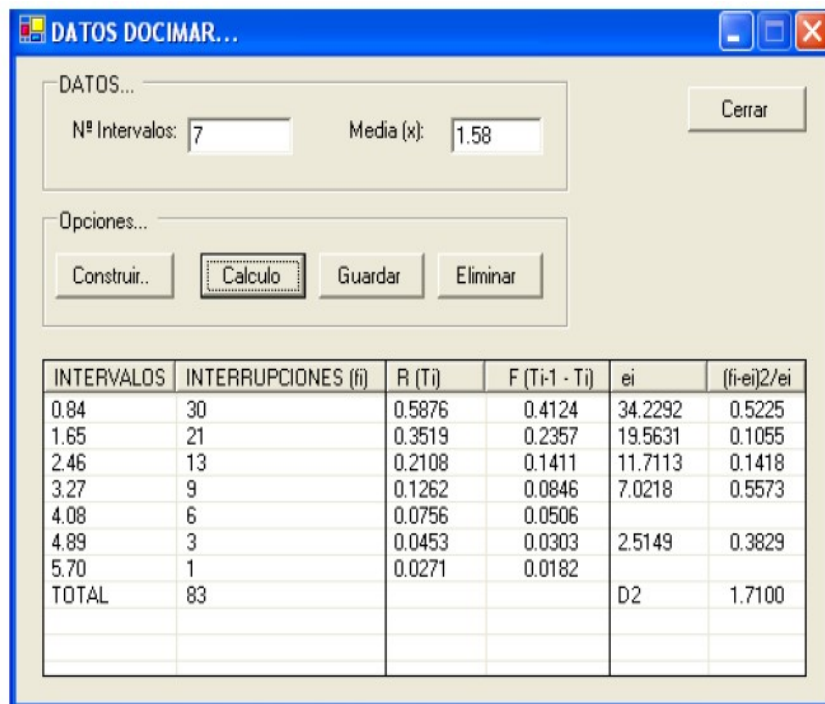 DATOS DOCIMAR...
DATOS...
Nº Intervalos: 7 Media (x): 1.58
Cerrar
Opciones...
Construir.. Calculo Guardar Eliminar
INTERVALOS INTERRUPCIONES (fi) R (Ti) F (Ti-1 - Ti) ei (fi-ei)2/ei
0.84 30 0.5876 0.4124 34.2292 0.5225
1.65 21 0.3519 0.2357 19.5631 0.1055
2.46 13 0.2108 0.1411 11.7113 0.1418
3.27 9 0.1262 0.0846 7.0218 0.5573
4.08 6 0.0756 0.0506
4.89 3 0.0453 0.0303 2.5149 0.3829
5.70 1 0.0271 0.0182
TOTAL 83 D2 1.7100